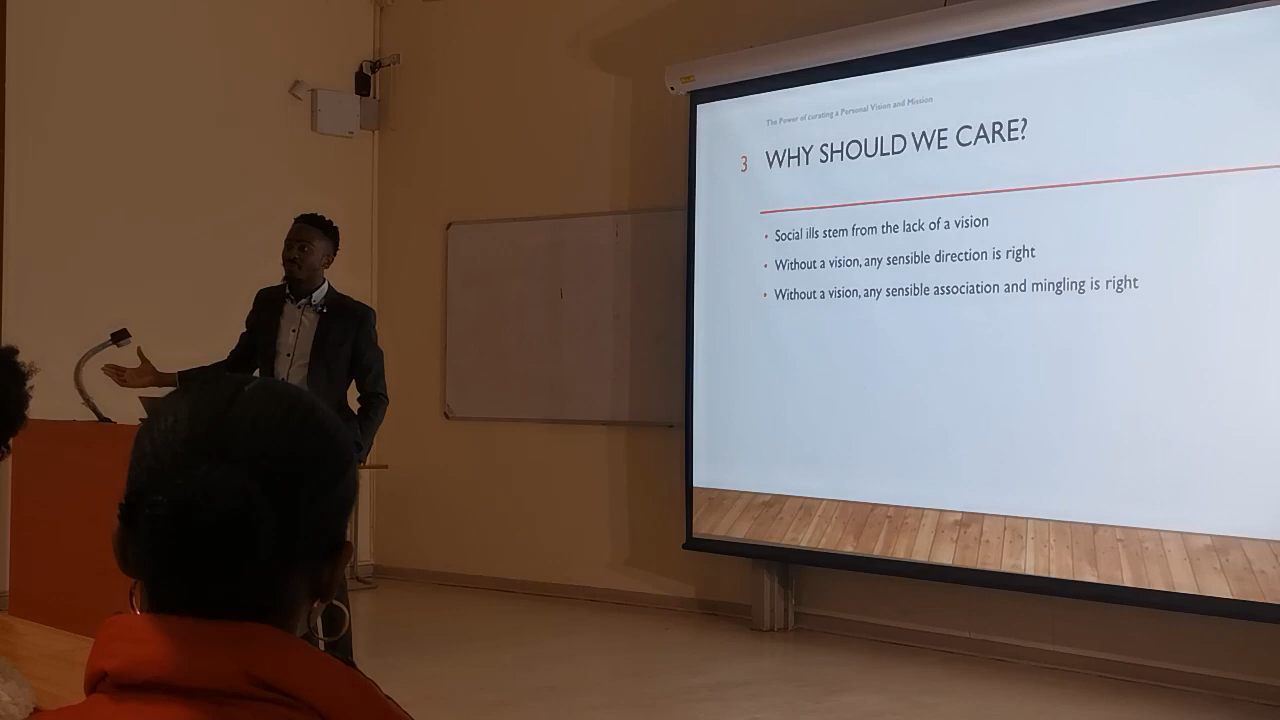 The Power of curating a Personal Vision and Mission
3 WHY SHOULD WE CARE?
• Social ills stem from the lack of a vision
• Without a vision, any sensible direction is right
• Without a vision, any sensible association and mingling is right